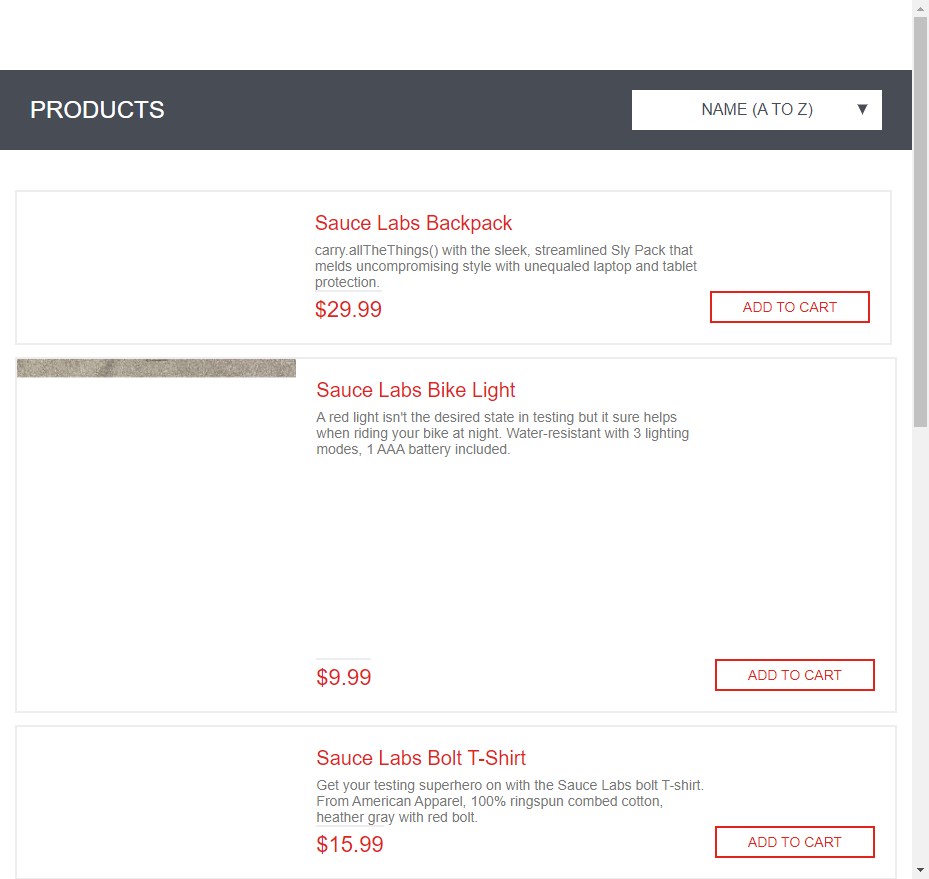 PRODUCTS
NAME (A TO Z)
Sauce Labs Backpack
carry.allTheThings() with the sleek, streamlined Sly Pack that
melds uncompromising style with unequaled laptop and tablet
protection.
$29.99
ADD TO CART
Sauce Labs Bike Light
A red light isn't the desired state in testing but it sure helps
when riding your bike at night. Water-resistant with 3 lighting
modes, 1 AAA battery included.
$9.99
ADD TO CART
Sauce Labs Bolt T-Shirt
Get your testing superhero on with the Sauce Labs bolt T-shirt.
From American Apparel, 100% ringspun combed cotton,
heather gray with red bolt.
$15.99
ADD TO CART